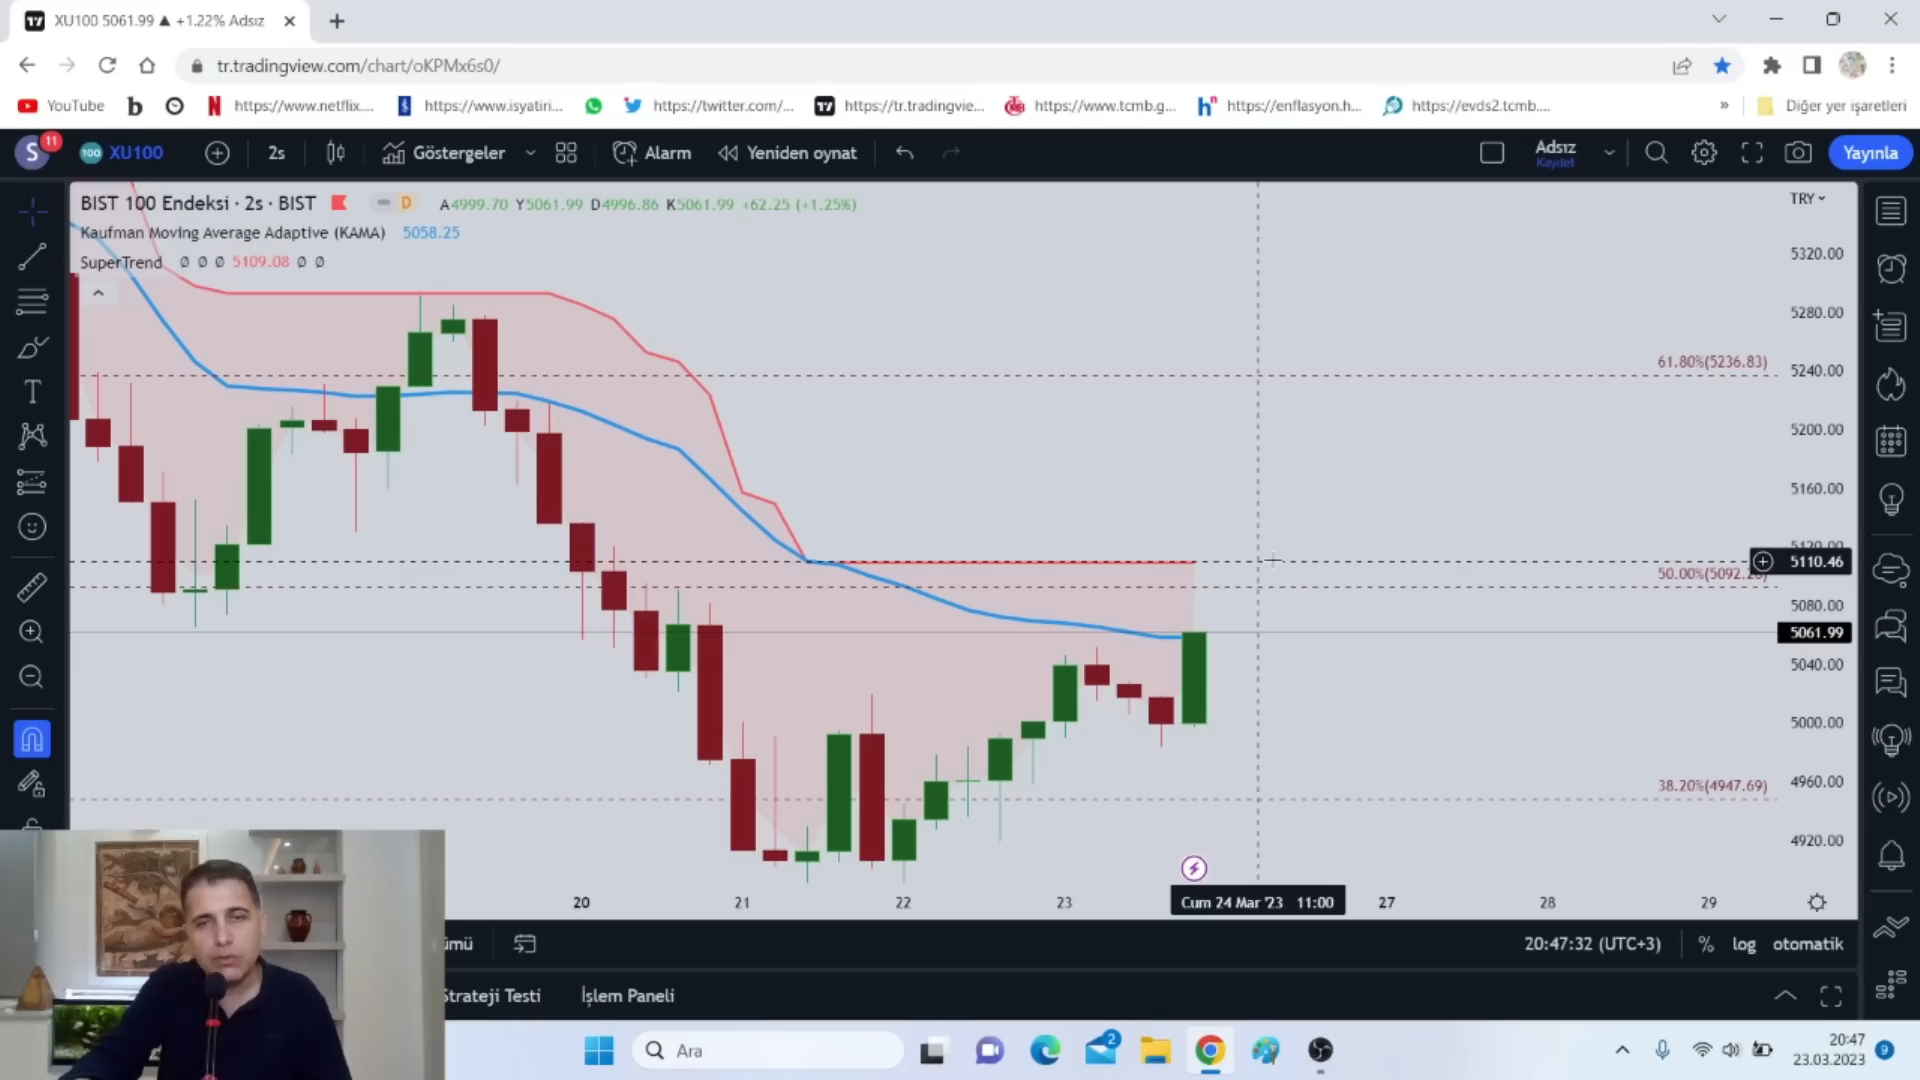 XU100 5061.99 ▲ +1.22% Adsız
tr.tradingview.com/chart/oKPMx6s0/
YouTube
https://www.netflix....
https://www.isyatiri...
https://twitter.com/...
https://tr.tradingvie...
https://www.tcmb.g...
https://enflasyon.h...
https://evds2.tcmb....
»
Diğer yer işaretleri
S 11
100 XU100
2s
Göstergeler
Alarm
Yeniden oynat
Adsız
Kaydet
Yayınla
BIST 100 Endeksi · 2s · BIST
D
A4999.70 Y5061.99 D4996.86 K5061.99 +62.25 (+1.25%)
TRY
Kaufman Moving Average Adaptive (KAMA) 5058.25
SuperTrend Ø Ø Ø 5109.08 Ø Ø
5320.00
5280.00
61.80%(5236.83)
5240.00
5200.00
5160.00
5120.00
5110.46
5080.00
5061.99
5040.00
5000.00
38.20%(4947.69)
4960.00
4920.00
20
21
22
23
Cum 24 Mar '23 11:00
27
28
29
20:47:32 (UTC+3)
%
log
otomatik
Strateji Testi
İşlem Paneli
Ara
2
20:47
23.03.2023
9